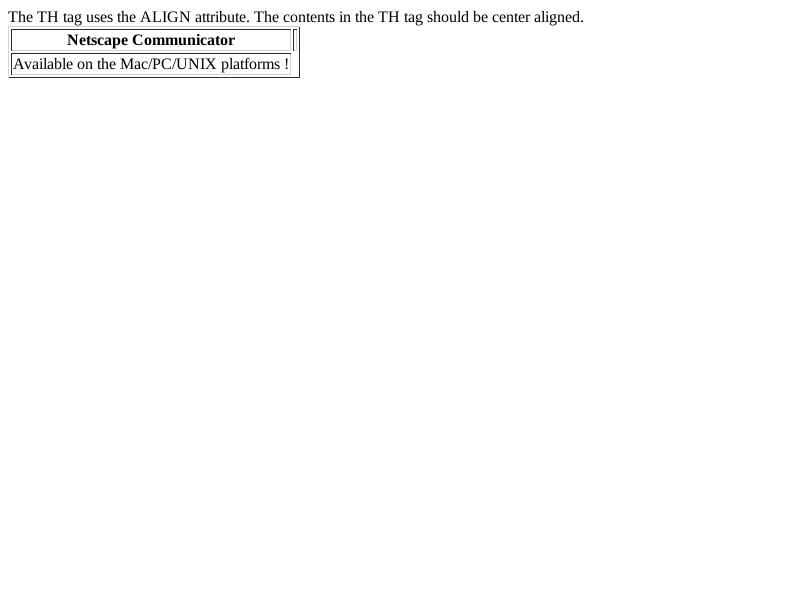 The TH tag uses the ALIGN attribute. The contents in the TH tag should be center aligned.
Netscape Communicator
Available on the Mac/PC/UNIX platforms !